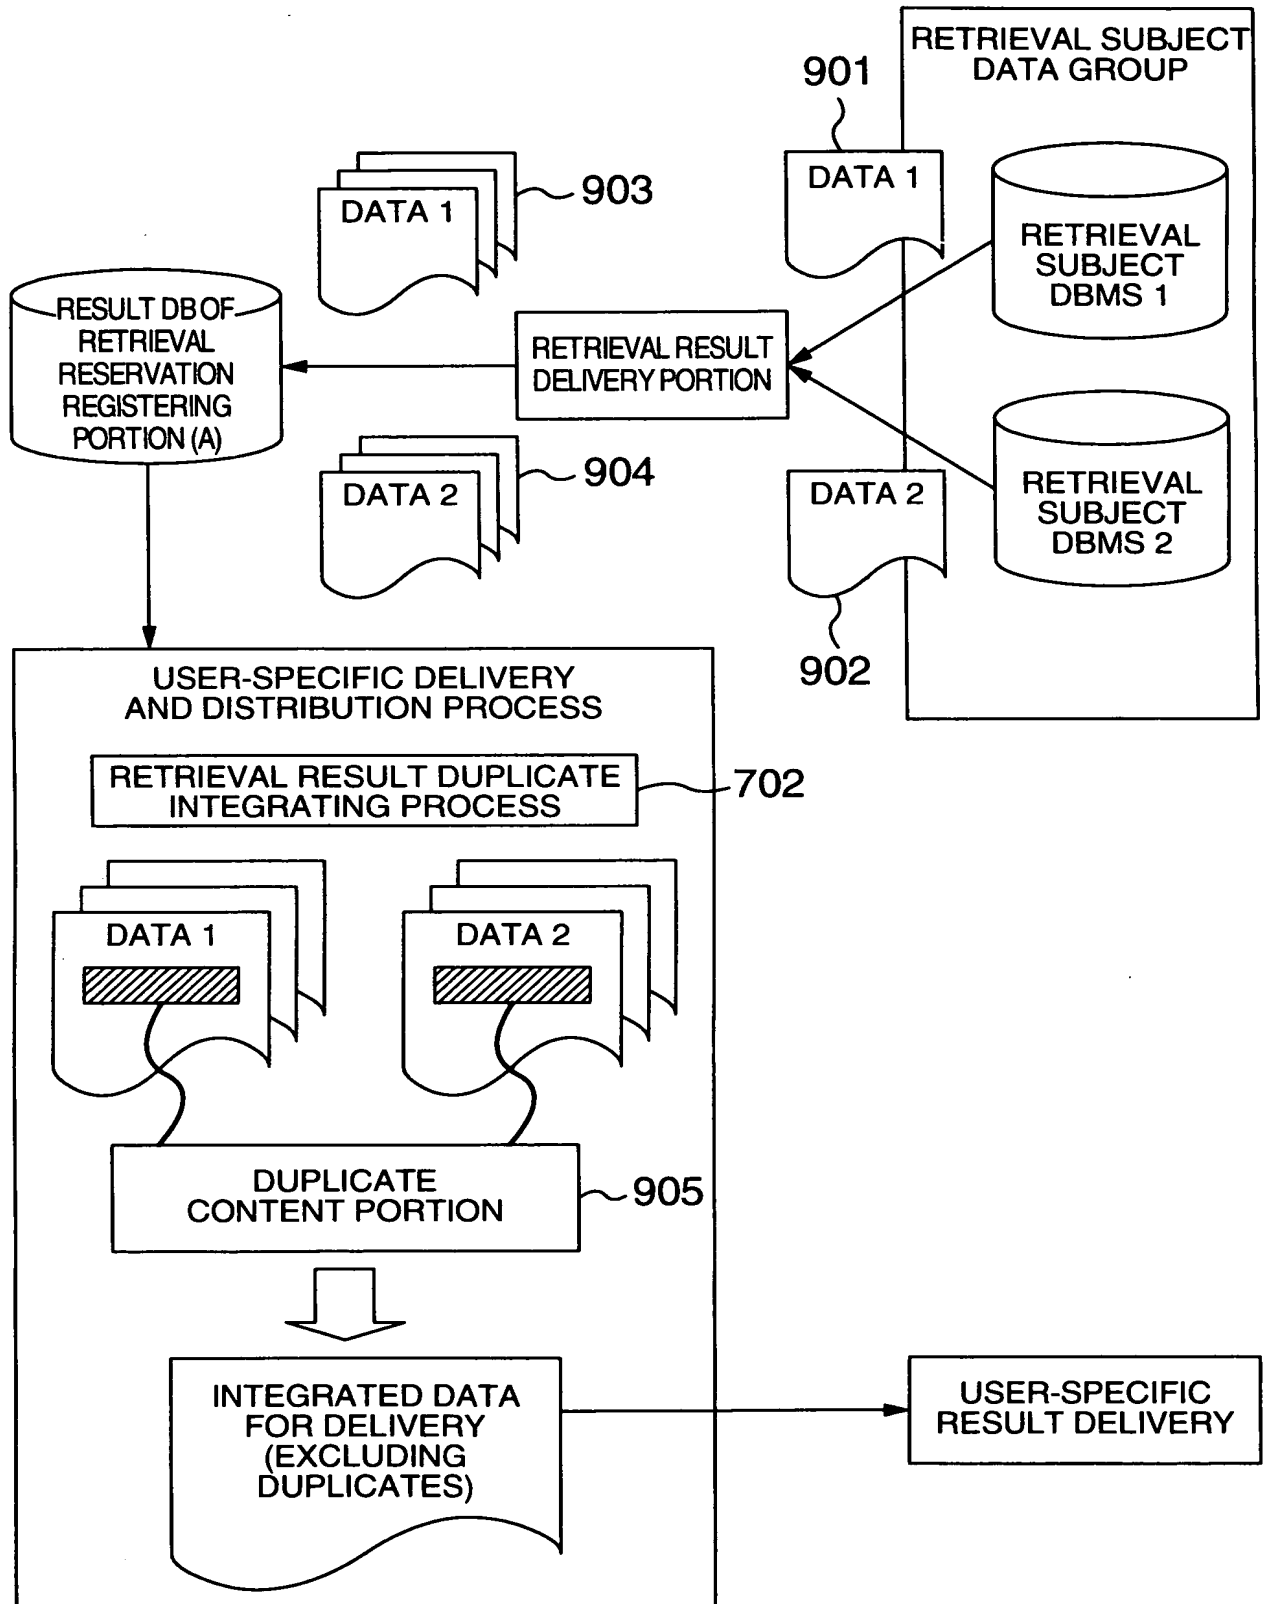 RETRIEVAL SUBJECT
DATA GROUP
901
DATA 1
903
DATA 1
RETRIEVAL
SUBJECT
DBMS 1
RESULT DB OF
RETRIEVAL
RESERVATION
REGISTERING
PORTION (A)
RETRIEVAL RESULT
DELIVERY PORTION
904
DATA 2
DATA 2
RETRIEVAL
SUBJECT
DBMS 2
902
USER-SPECIFIC DELIVERY
AND DISTRIBUTION PROCESS
RETRIEVAL RESULT DUPLICATE
INTEGRATING PROCESS
702
DATA 1
DATA 2
DUPLICATE
CONTENT PORTION
905
INTEGRATED DATA
FOR DELIVERY
(EXCLUDING
DUPLICATES)
USER-SPECIFIC
RESULT DELIVERY